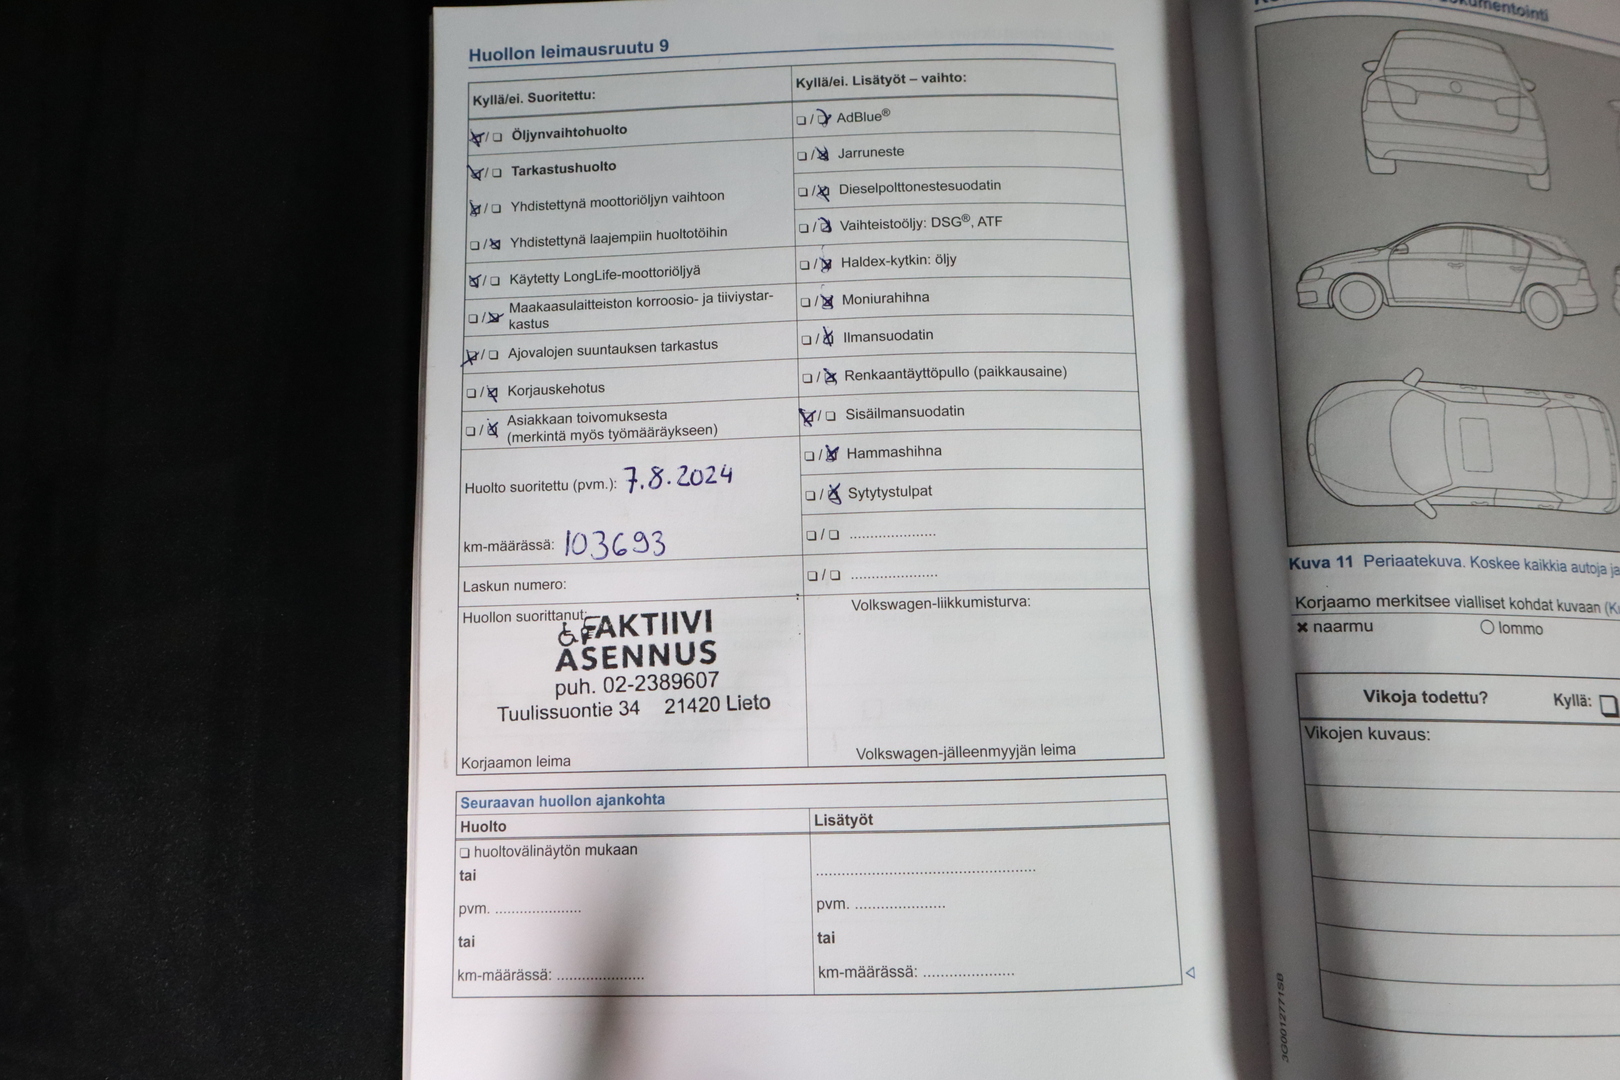 Huollon leimausruutu 9
Kyllä/ei. Suoritettu:
Öljynvaihtohuolto
Tarkastushuolto
Yhdistettynä moottoriöljyn vaihtoon
Yhdistettynä laajempiin huoltotöihin
Käytetty LongLife-moottoriöljyä
Maakaasulaitteiston korroosio- ja tiiviystar-
kastus
Ajovalojen suuntauksen tarkastus
Korjauskehotus
Asiakkaan toivomuksesta
(merkintä myös työmääräykseen)
Huolto suoritettu (pvm.): 7.8.2024
km-määrässä: 103693
Laskun numero:
Huollon suorittanut:
FAKTIIVI
ASENNUS
puh. 02-2389607
Tuulissuontie 34 21420 Lieto
Korjaamon leima
Kyllä/ei. Lisätyöt – vaihto:
AdBlue®
Jarruneste
Dieselpolttonestesuodatin
Vaihteistoöljy: DSG®, ATF
Haldex-kytkin: öljy
Moniurahihna
Ilmansuodatin
Renkaantäyttöpullo (paikkausaine)
Sisäilmansuodatin
Hammashihna
Sytytystulpat
Volkswagen-liikkumisturva:
Volkswagen-jälleenmyyjän leima
Seuraavan huollon ajankohta
Huolto
huoltovälinäytön mukaan
tai
pvm. ....................
tai
km-määrässä: ....................
Lisätyöt
pvm. ....................
tai
km-määrässä: ....................
Kuva 11 Periaatekuva. Koskee kaikkia autoja ja
Korjaamo merkitsee vialliset kohdat kuvaan
naarmu
lommo
Vikoja todettu? Kyllä:
Vikojen kuvaus:
3G0012771SB